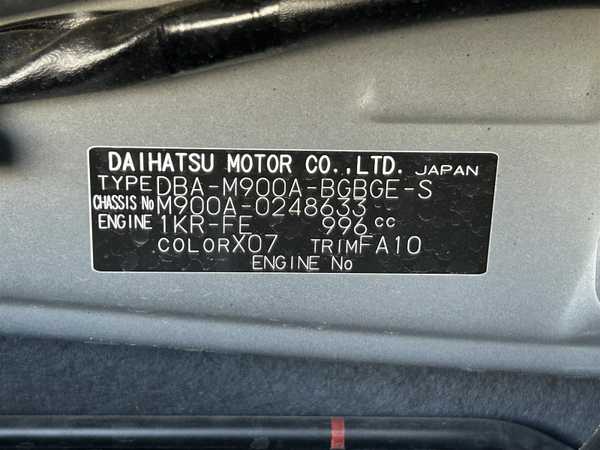 DAIHATSU MOTOR CO.,LTD. JAPAN
TYPE DBA-M900A-BGBGE-S
CHASSIS No M900A-0248633
ENGINE 1KR-FE 996 cc
COLOR X07 TRIM FA10
ENGINE No